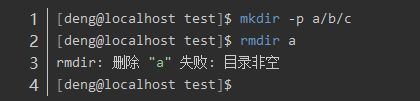 1 [deng@localhost test]$ mkdir -p a/b/c
2 [deng@localhost test]$ rmdir a
3 rmdir: 删除 "a" 失败: 目录非空
4 [deng@localhost test]$